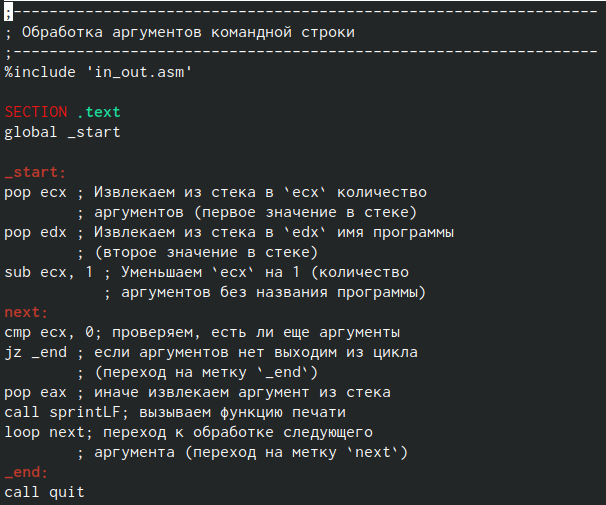 ;-----------------------------------------------------------------
; Обработка аргументов командной строки
;-----------------------------------------------------------------
%include 'in_out.asm'

SECTION .text
global _start

_start:
pop ecx ; Извлекаем из стека в `ecx` количество
        ; аргументов (первое значение в стеке)
pop edx ; Извлекаем из стека в `edx` имя программы
        ; (второе значение в стеке)
sub ecx, 1 ; Уменьшаем `ecx` на 1 (количество
           ; аргументов без названия программы)
next:
cmp ecx, 0; проверяем, есть ли еще аргументы
jz _end ; если аргументов нет выходим из цикла
        ; (переход на метку `_end`)
pop eax ; иначе извлекаем аргумент из стека
call sprintLF; вызываем функцию печати
loop next; переход к обработке следующего
        ; аргумента (переход на метку `next`)
_end:
call quit